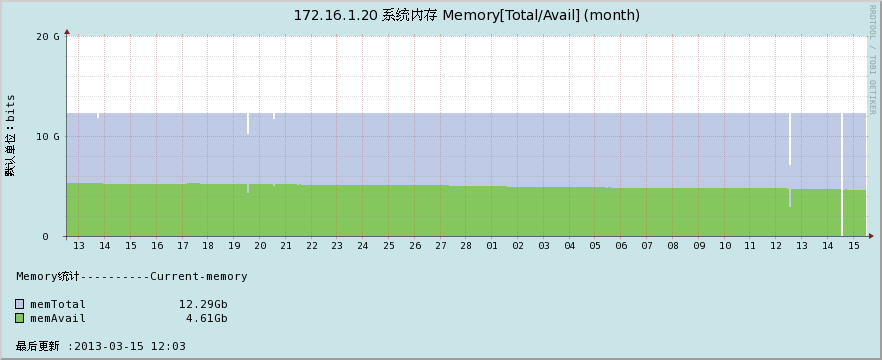 172.16.1.20 系统内存 Memory[Total/Avail] (month)
RRDTOOL / TOBI OETIKER
默认单位：bits
20 G
10 G
0
13 14 15 16 17 18 19 20 21 22 23 24 25 26 27 28 01 02 03 04 05 06 07 08 09 10 11 12 13 14 15
Memory统计----------Current-memory
memTotal 12.29Gb
memAvail 4.61Gb
最后更新 :2013-03-15 12:03